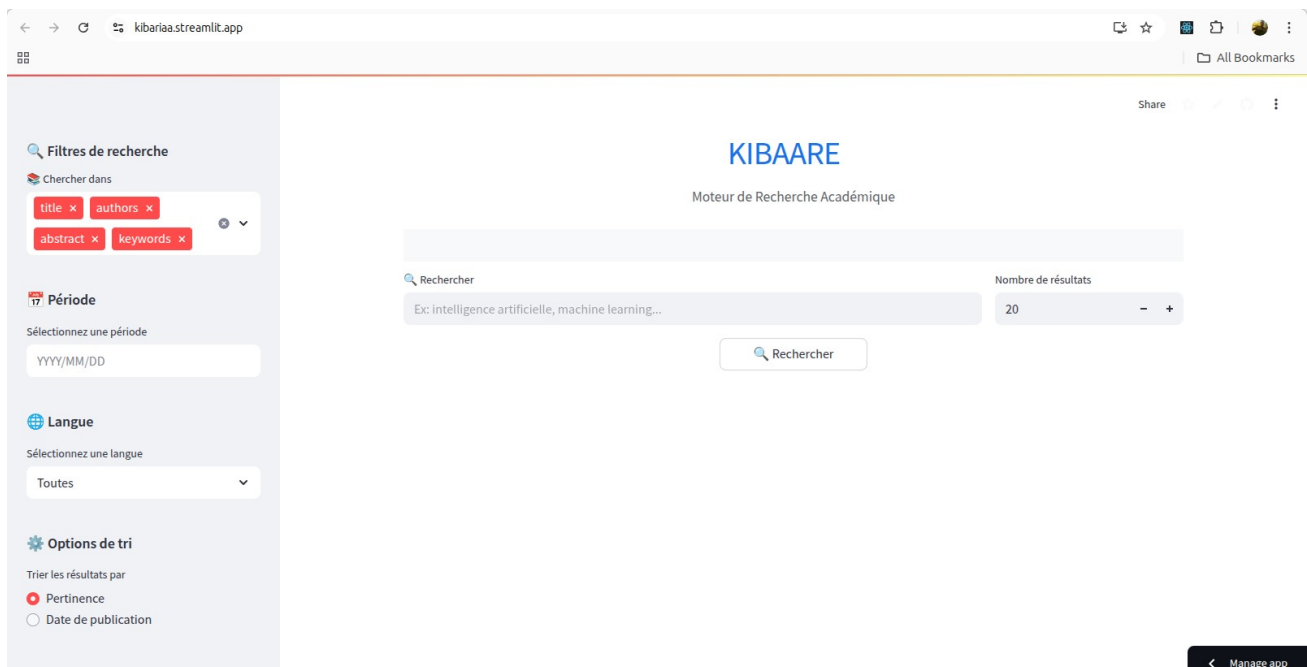 kibariaa.streamlit.app
All Bookmarks
Share
🔍 Filtres de recherche
📚 Chercher dans
title ×  authors ×
abstract ×  keywords ×
📅 Période
Sélectionnez une période
YYYY/MM/DD
🌐 Langue
Sélectionnez une langue
Toutes
⚙️ Options de tri
Trier les résultats par
Pertinence
Date de publication
KIBAARE
Moteur de Recherche Académique
🔍 Rechercher
Nombre de résultats
Ex: intelligence artificielle, machine learning...
20 − +
🔍 Rechercher
< Manage app